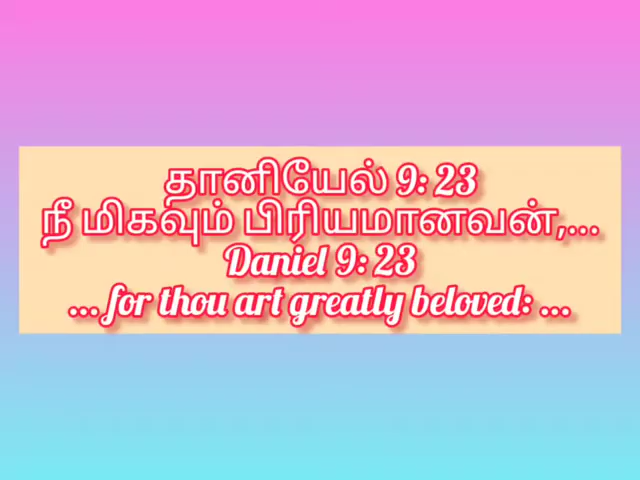 தானியேல் 9: 23
நீ மிகவும் பிரியமானவன்,...
Daniel 9: 23
... for thou art greatly beloved: ...